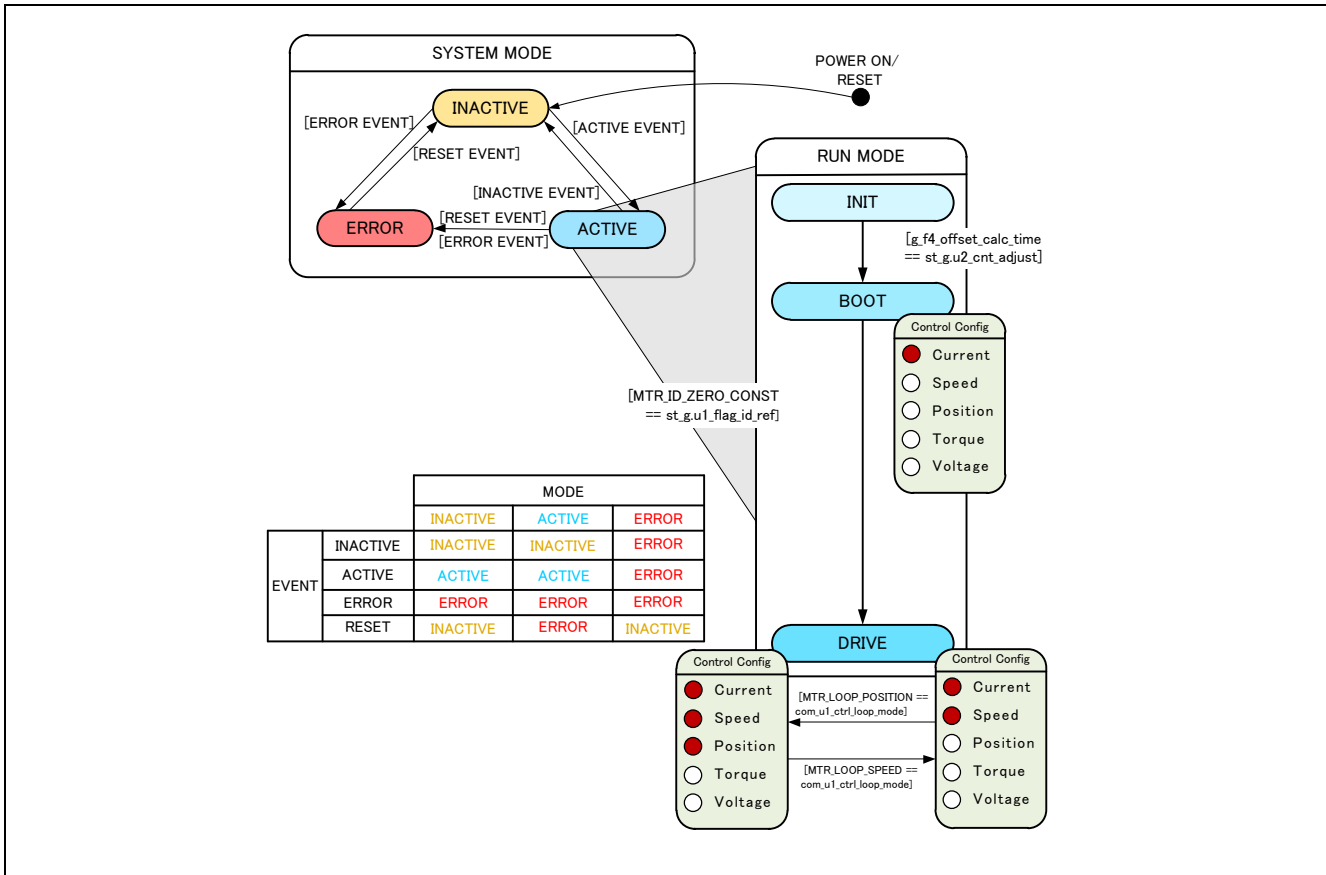 SYSTEM MODE
POWER ON/
RESET
INACTIVE
[ERROR EVENT]
[ACTIVE EVENT]
[RESET EVENT]
[INACTIVE EVENT]
ERROR
[RESET EVENT]
[ERROR EVENT]
ACTIVE
RUN MODE
INIT
[g_f4_offset_calc_time
== st_g.u2_cnt_adjust]
BOOT
Control Config
Current
Speed
Position
Torque
Voltage
[MTR_ID_ZERO_CONST
== st_g.u1_flag_id_ref]
MODE
INACTIVE ACTIVE ERROR
EVENT
INACTIVE INACTIVE INACTIVE ERROR
ACTIVE ACTIVE ACTIVE ERROR
ERROR ERROR ERROR ERROR
RESET INACTIVE ERROR INACTIVE
DRIVE
Control Config
Current
Speed
Position
Torque
Voltage
[MTR_LOOP_POSITION ==
com_u1_ctrl_loop_mode]
[MTR_LOOP_SPEED ==
com_u1_ctrl_loop_mode]
Control Config
Current
Speed
Position
Torque
Voltage